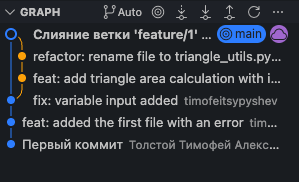 GRAPH
Auto
Слияние ветки 'feature/1' ... main
refactor: rename file to triangle_utils.py...
feat: add triangle area calculation with i...
fix: variable input added timofeitsypyshev
feat: added the first file with an error tim...
Первый коммит Толстой Тимофей Алекс...